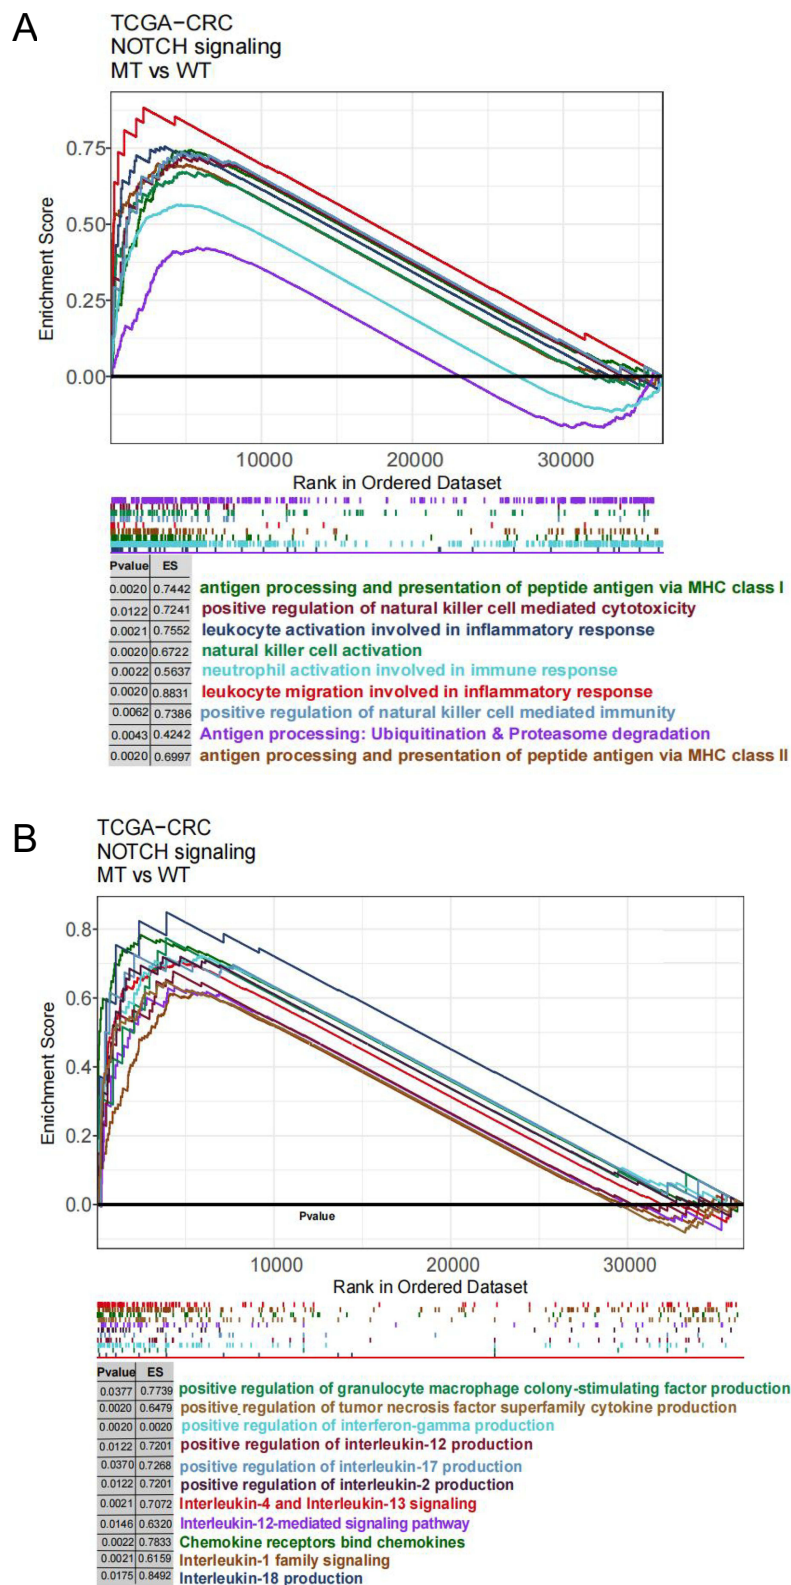 A
TCGA−CRC
NOTCH signaling
MT vs WT
0.75
0.50
0.25
0.00
Enrichment Score
10000 20000 30000
Rank in Ordered Dataset
Pvalue ES
0.0020 0.7442 antigen processing and presentation of peptide antigen via MHC class I
0.0122 0.7241 positive regulation of natural killer cell mediated cytotoxicity
0.0021 0.7552 leukocyte activation involved in inflammatory response
0.0020 0.6722 natural killer cell activation
0.0022 0.5637 neutrophil activation involved in immune response
0.0020 0.8831 leukocyte migration involved in inflammatory response
0.0062 0.7386 positive regulation of natural killer cell mediated immunity
0.0043 0.4242 Antigen processing: Ubiquitination & Proteasome degradation
0.0020 0.6997 antigen processing and presentation of peptide antigen via MHC class II
B
TCGA−CRC
NOTCH signaling
MT vs WT
0.8
0.6
0.4
0.2
0.0
Enrichment Score
Pvalue
10000 20000 30000
Rank in Ordered Dataset
Pvalue ES
0.0377 0.7739 positive regulation of granulocyte macrophage colony-stimulating factor production
0.0020 0.6479 positive regulation of tumor necrosis factor superfamily cytokine production
0.0020 0.0020 positive regulation of interferon-gamma production
0.0122 0.7201 positive regulation of interleukin-12 production
0.0370 0.7268 positive regulation of interleukin-17 production
0.0122 0.7201 positive regulation of interleukin-2 production
0.0021 0.7072 Interleukin-4 and Interleukin-13 signaling
0.0146 0.6320 Interleukin-12-mediated signaling pathway
0.0022 0.7833 Chemokine receptors bind chemokines
0.0021 0.6159 Interleukin-1 family signaling
0.0175 0.8492 Interleukin-18 production